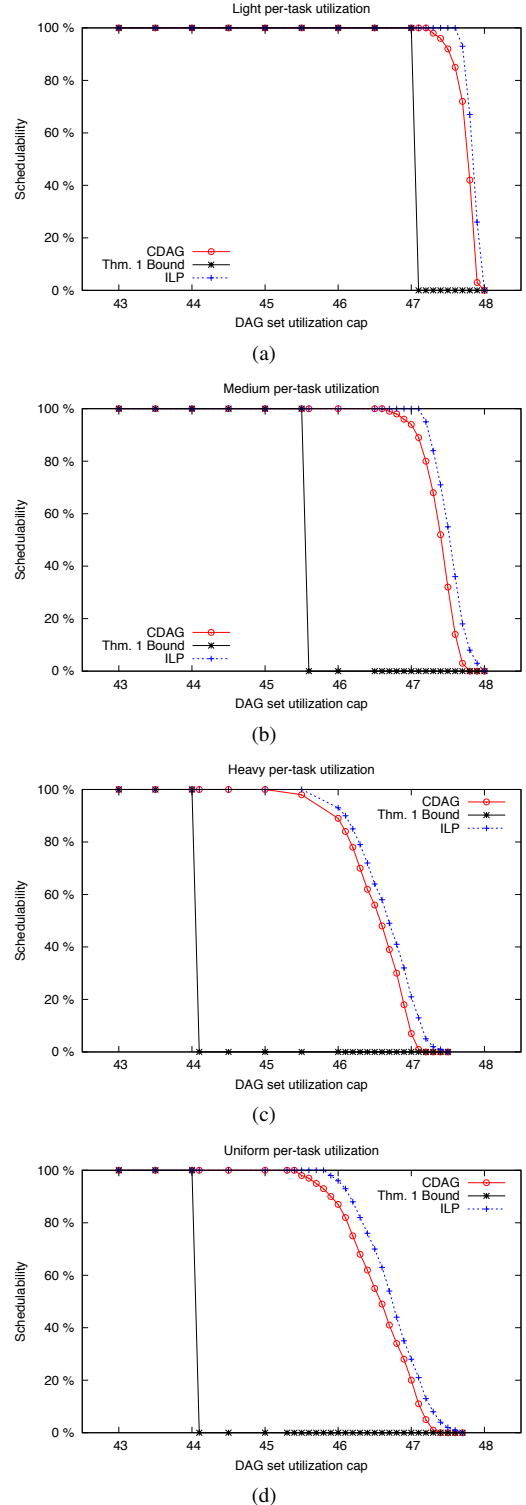 Light per-task utilization
100 %
80 %
60 %
40 %
20 %
0 %
Schedulability
CDAG
Thm. 1 Bound
ILP
43 44 45 46 47 48
DAG set utilization cap
(a)
Medium per-task utilization
100 %
80 %
60 %
40 %
20 %
0 %
Schedulability
CDAG
Thm. 1 Bound
ILP
43 44 45 46 47 48
DAG set utilization cap
(b)
Heavy per-task utilization
100 %
80 %
60 %
40 %
20 %
0 %
Schedulability
CDAG
Thm. 1 Bound
ILP
43 44 45 46 47 48
DAG set utilization cap
(c)
Uniform per-task utilization
100 %
80 %
60 %
40 %
20 %
0 %
Schedulability
CDAG
Thm. 1 Bound
ILP
43 44 45 46 47 48
DAG set utilization cap
(d)